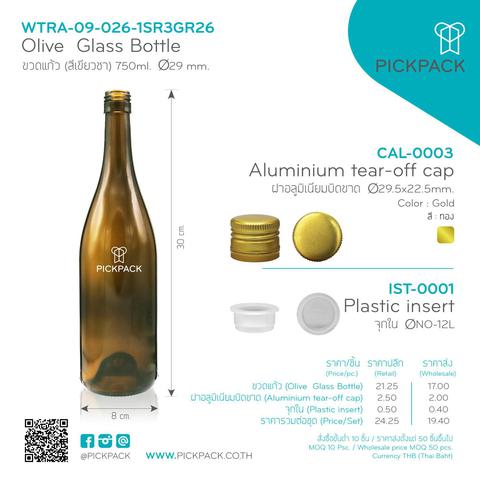 WTRA-09-026-1SR3GR26
Olive Glass Bottle
ขวดแก้ว (สีเขียวชา) 750ml. Ø29 mm.
PICKPACK
CAL-0003
Aluminium tear-off cap
ฝาอลูมิเนียมบิดขาด Ø29.5x22.5mm.
Color : Gold
สี : ทอง
30 cm.
PICKPACK
8 cm.
IST-0001
Plastic insert
จุกใน ØNO-12L
ราคา/ชิ้น ราคาปลีก ราคาส่ง
(Price/pc.) (Retail) (Wholesale)
ขวดแก้ว (Olive Glass Bottle) 21.25 17.00
ฝาอลูมิเนียมบิดขาด (Aluminium tear-off cap) 2.50 2.00
จุกใน (Plastic insert) 0.50 0.40
ราคารวมต่อชุด (Price/Set) 24.25 19.40
สั่งซื้อขั้นต่ำ 10 ชิ้น / ราคาส่งตั้งแต่ 50 ชิ้นขึ้นไป
MOQ 10 Psc. / Wholesale price MOQ 50 pcs.
Currency THB (Thai Baht)
@PICKPACK
WWW.PICKPACK.CO.TH